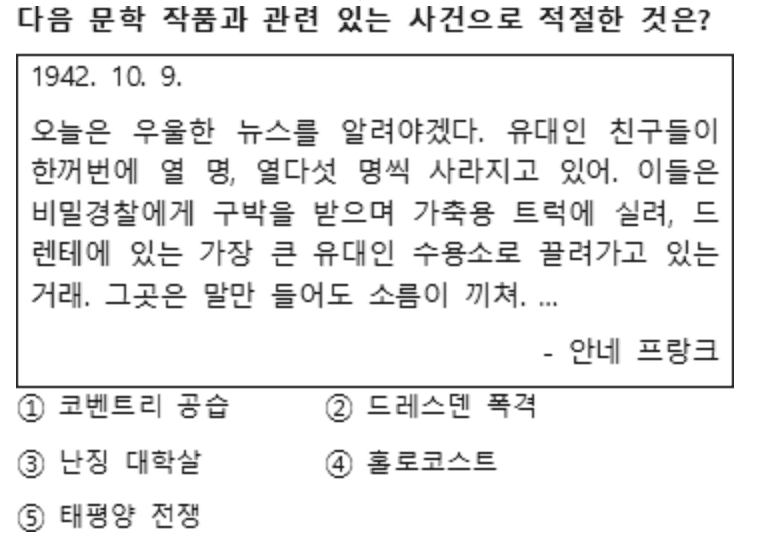 다음 문학 작품과 관련 있는 사건으로 적절한 것은?
1942. 10. 9.
오늘은 우울한 뉴스를 알려야겠다. 유대인 친구들이
한꺼번에 열 명, 열다섯 명씩 사라지고 있어. 이들은
비밀경찰에게 구박을 받으며 가축용 트럭에 실려, 드
렌테에 있는 가장 큰 유대인 수용소로 끌려가고 있는
거래. 그곳은 말만 들어도 소름이 끼쳐. ...
- 안네 프랑크
① 코벤트리 공습 ② 드레스덴 폭격
③ 난징 대학살 ④ 홀로코스트
⑤ 태평양 전쟁